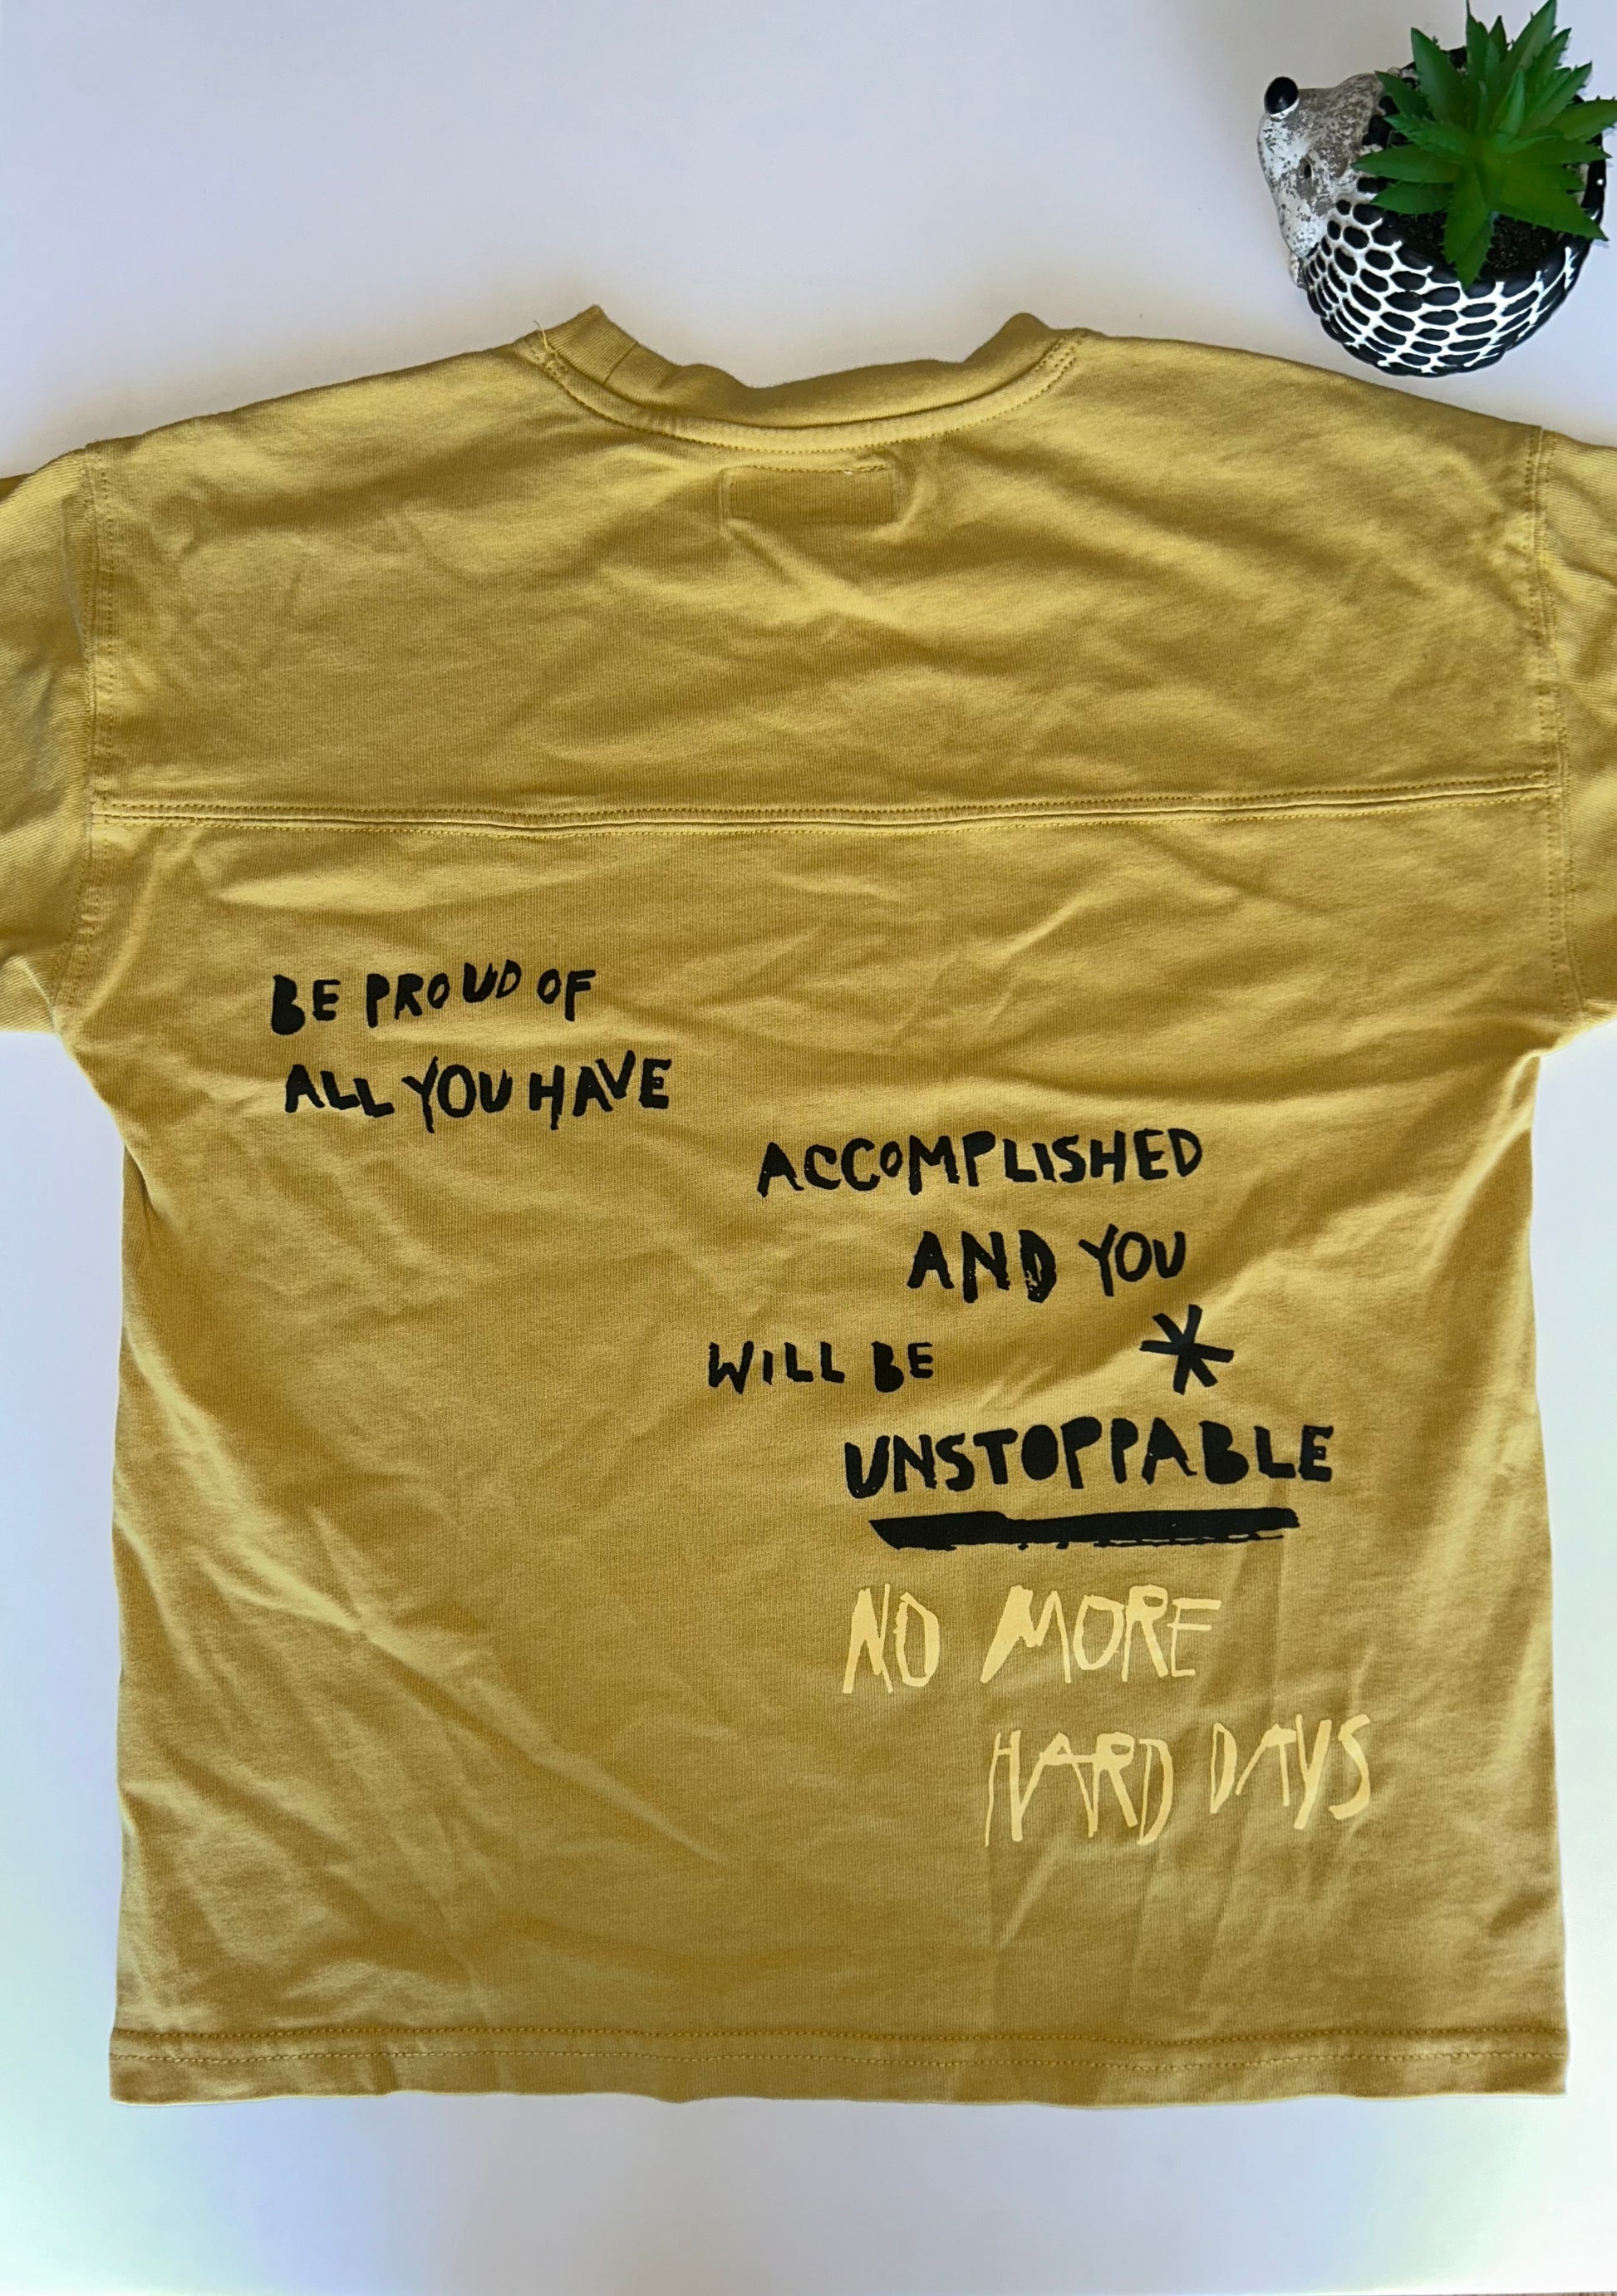 BE PROUD OF
ALL YOU HAVE
ACCOMPLISHED
AND YOU
WILL BE *
UNSTOPPABLE
NO MORE
HARD DAYS